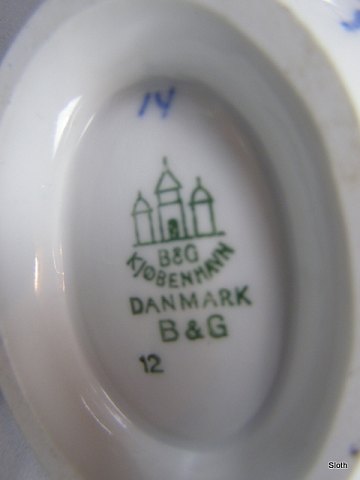 14
B&G
KJØBENHAVN
DANMARK
B & G
12
Sloth